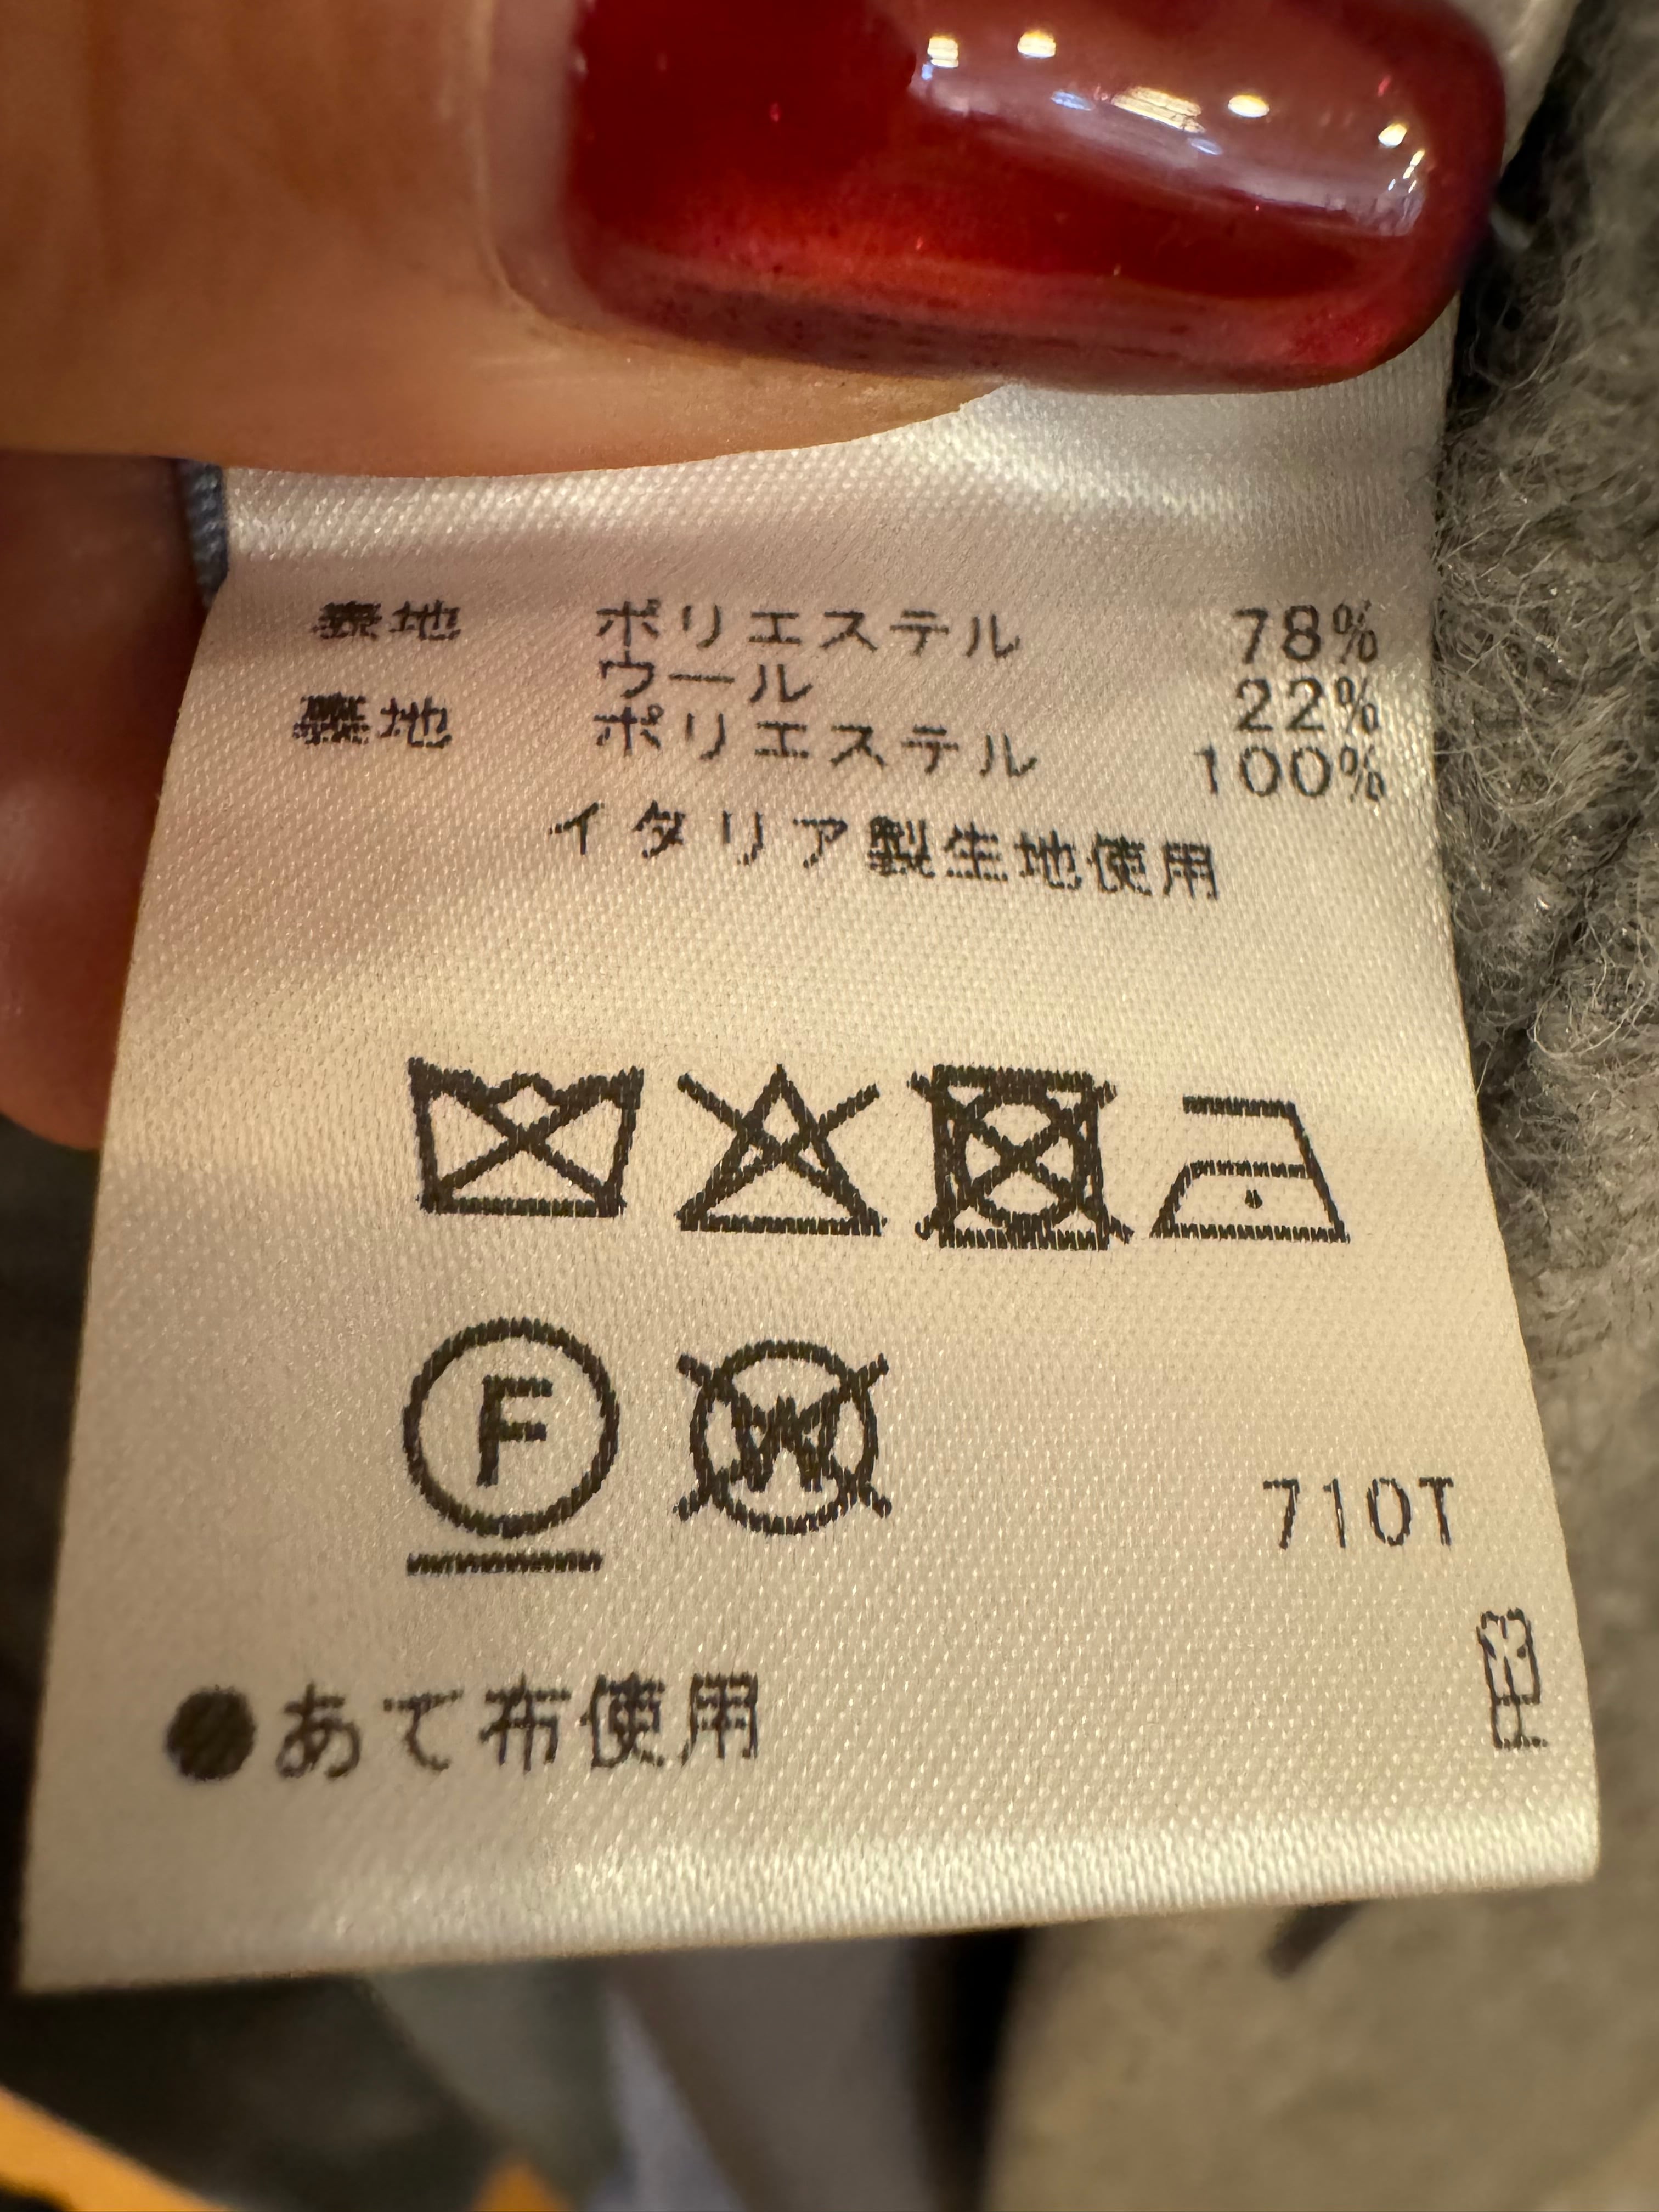 表地 ポリエステル 78%
ウール 22%
裏地 ポリエステル 100%
イタリア製生地使用
F W
710T
●あて布使用